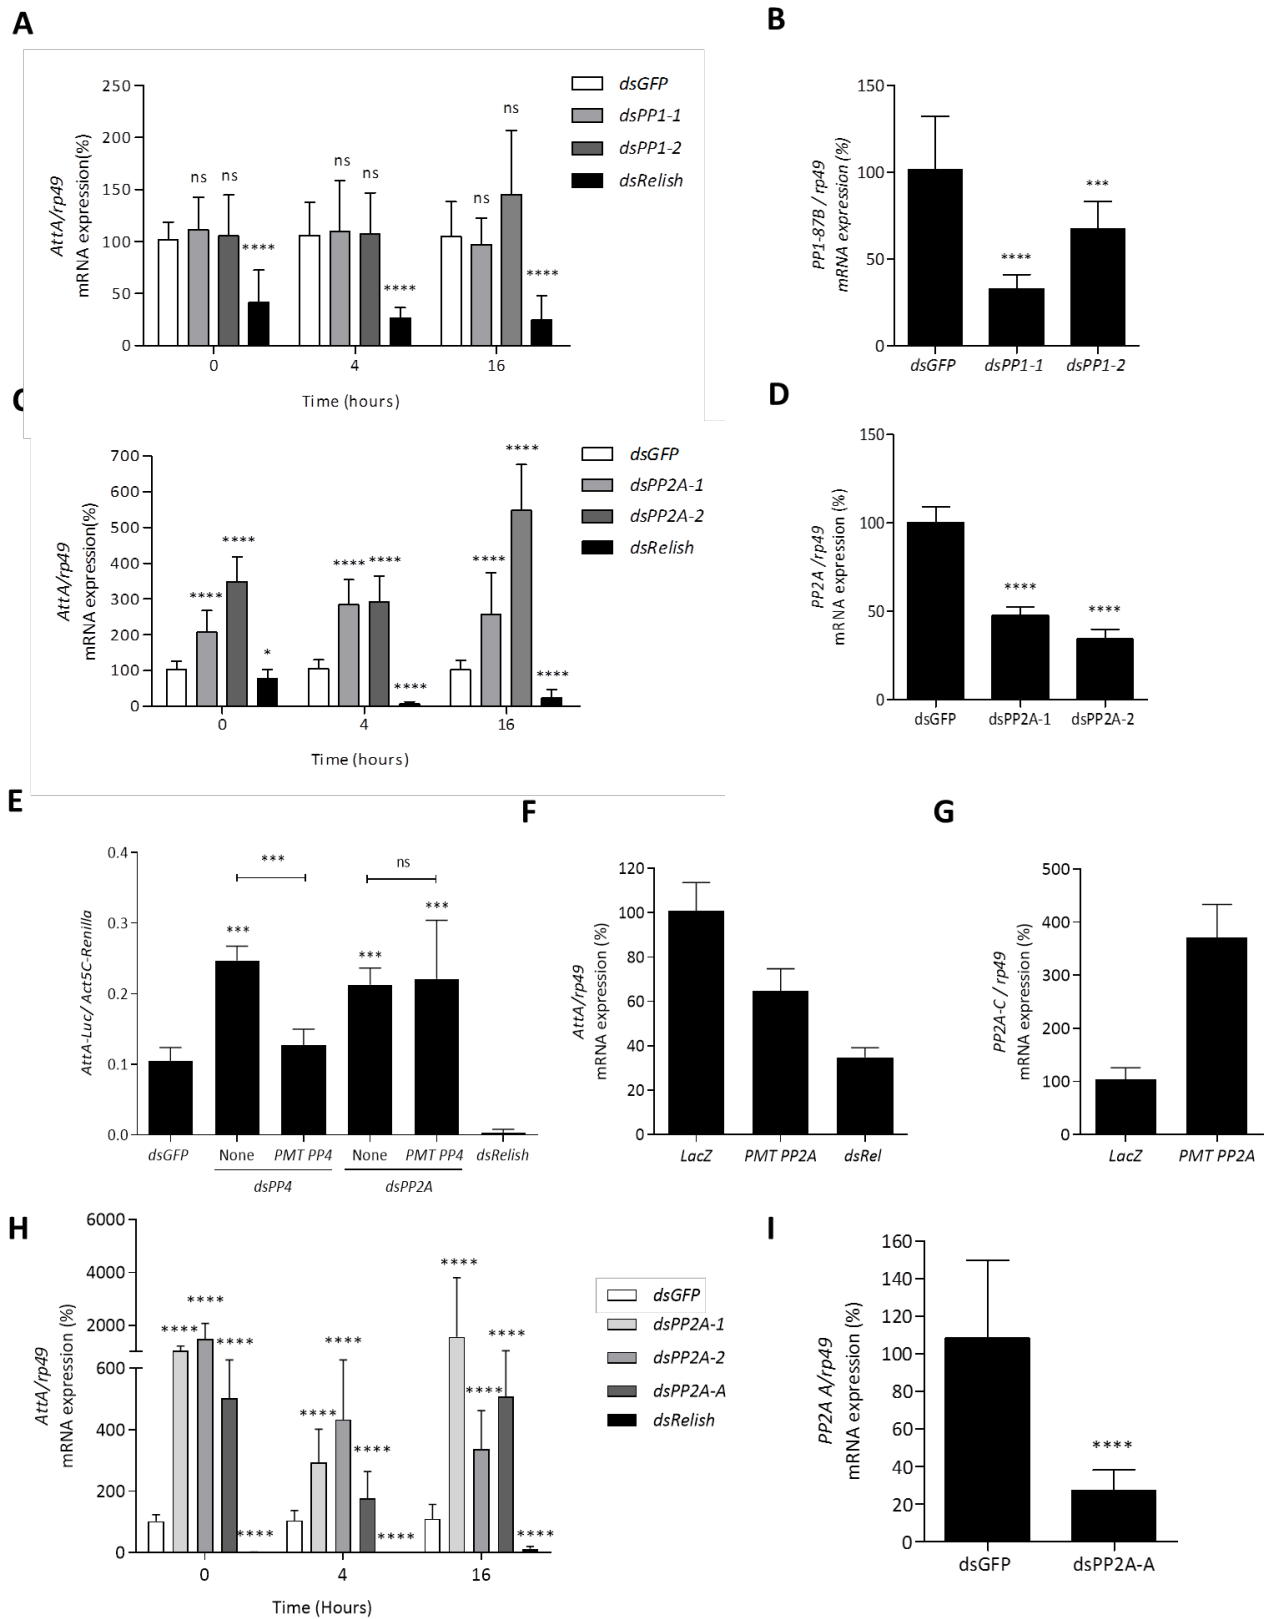 A
AttA/rp49
mRNA expression(%)
250
200
150
100
50
0
ns
ns
****
ns
ns
****
ns
ns
****
0
4
16
Time (hours)
dsGFP
dsPP1-1
dsPP1-2
dsRelish
B
PP1-87B / rp49
mRNA expression (%)
150
100
50
0
****
***
dsGFP
dsPP1-1
dsPP1-2
AttA/rp49
mRNA expression(%)
700
600
500
400
300
200
100
0
****
****
*
****
****
****
****
****
****
0
4
16
Time (hours)
dsGFP
dsPP2A-1
dsPP2A-2
dsRelish
D
PP2A /rp49
mRNA expression (%)
150
100
50
0
****
****
dsGFP
dsPP2A-1
dsPP2A-2
E
AttA-Luc/ Act5C-Renilla
0.4
0.3
0.2
0.1
0.0
***
ns
***
***
***
dsGFP
None
PMT PP4
None
PMT PP4
dsRelish
dsPP4
dsPP2A
F
AttA/rp49
mRNA expression (%)
120
100
80
60
40
20
0
LacZ
PMT PP2A
dsRel
G
PP2A-C / rp49
mRNA expression (%)
500
400
300
200
100
0
LacZ
PMT PP2A
H
AttA/rp49
mRNA expression (%)
6000
4000
2000
600
400
200
0
****
****
****
****
****
****
****
****
****
****
****
****
0
4
16
Time (Hours)
dsGFP
dsPP2A-1
dsPP2A-2
dsPP2A-A
dsRelish
I
PP2A A/rp49
mRNA expression (%)
160
140
120
100
80
60
40
20
0
****
dsGFP
dsPP2A-A